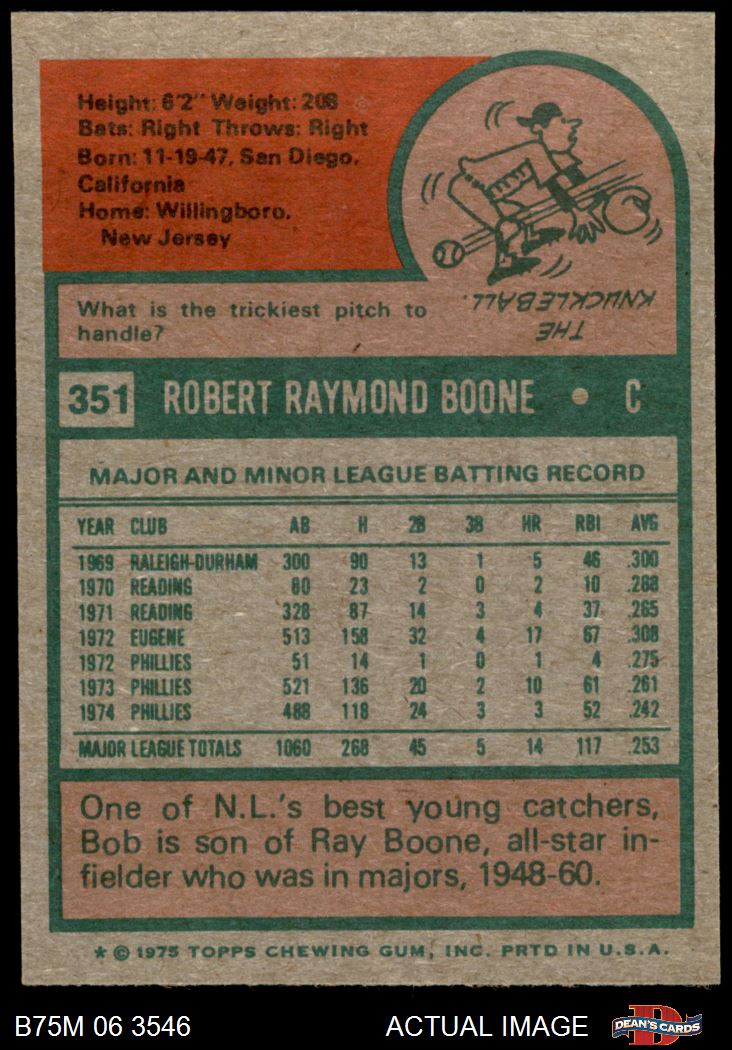 Height: 6'2" Weight: 208
Bats: Right Throws: Right
Born: 11-19-47, San Diego,
California
Home: Willingboro,
New Jersey
What is the trickiest pitch to
handle?
THE
KNUCKLEBALL.
351 ROBERT RAYMOND BOONE • C
MAJOR AND MINOR LEAGUE BATTING RECORD
YEAR CLUB AB H 2B 3B HR RBI AVG
1969 RALEIGH-DURHAM 300 90 13 1 5 46 .300
1970 READING 80 23 2 0 2 10 .288
1971 READING 328 87 14 3 4 37 .265
1972 EUGENE 513 158 32 4 17 67 .308
1972 PHILLIES 51 14 1 0 1 4 .275
1973 PHILLIES 521 136 20 2 10 61 .261
1974 PHILLIES 488 118 24 3 3 52 .242
MAJOR LEAGUE TOTALS 1060 268 45 5 14 117 .253
One of N.L.'s best young catchers,
Bob is son of Ray Boone, all-star in-
fielder who was in majors, 1948-60.
* © 1975 TOPPS CHEWING GUM, INC. PRTD IN U.S.A.
B75M 06 3546 ACTUAL IMAGE DEAN'S CARDS